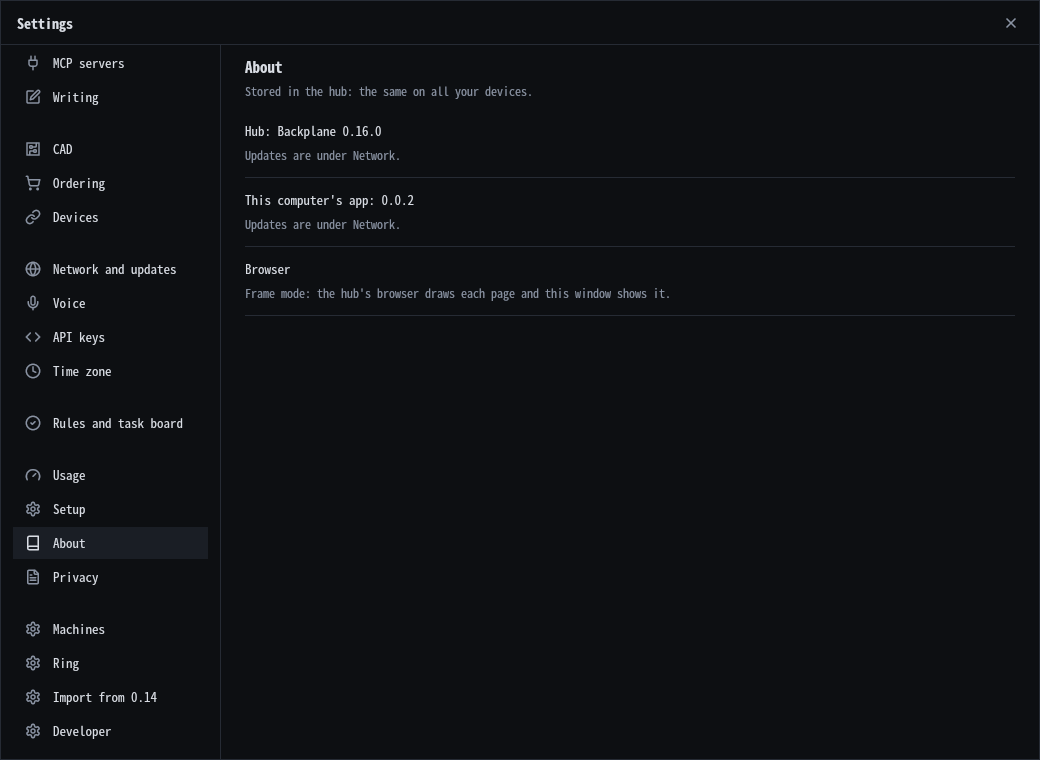 Settings
MCP servers
Writing
CAD
Ordering
Devices
Network and updates
Voice
API keys
Time zone
Rules and task board
Usage
Setup
About
Privacy
Machines
Ring
Import from 0.14
Developer
About
Stored in the hub: the same on all your devices.
Hub: Backplane 0.16.0
Updates are under Network.
This computer's app: 0.0.2
Updates are under Network.
Browser
Frame mode: the hub's browser draws each page and this window shows it.